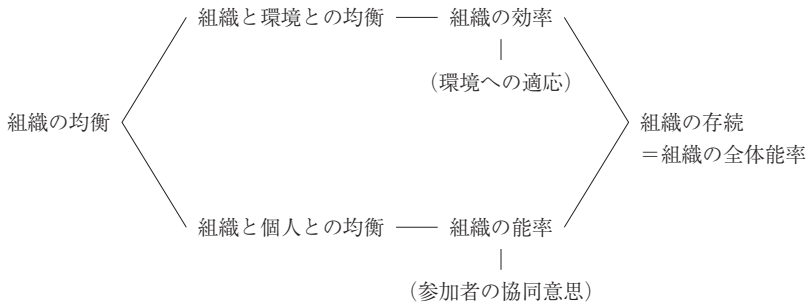 組織と環境との均衡
組織の効率
(環境への適応)
組織の均衡
組織の存続
=組織の全体能率
組織と個人との均衡
組織の能率
(参加者の協同意思)